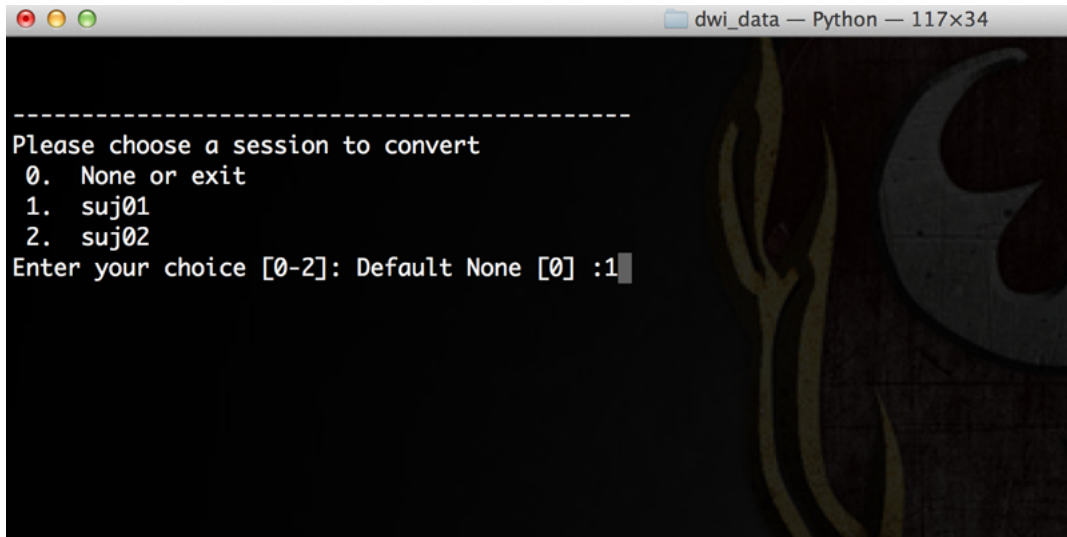 dwi_data — Python — 117×34
---------------------------------------------
Please choose a session to convert
0. None or exit
1. suj01
2. suj02
Enter your choice [0-2]: Default None [0] :1